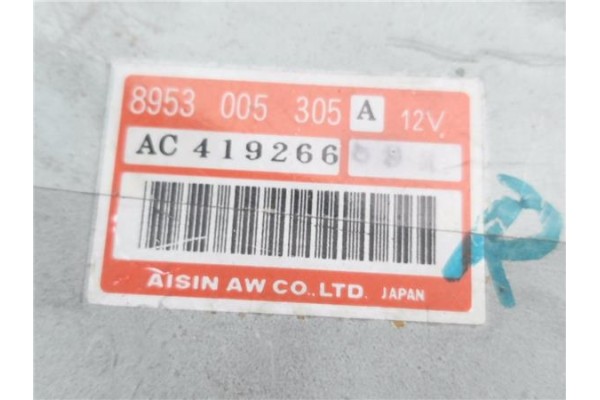 8953 005 305 A 12V
AC 419266
AISIN AW CO.,LTD. JAPAN
R